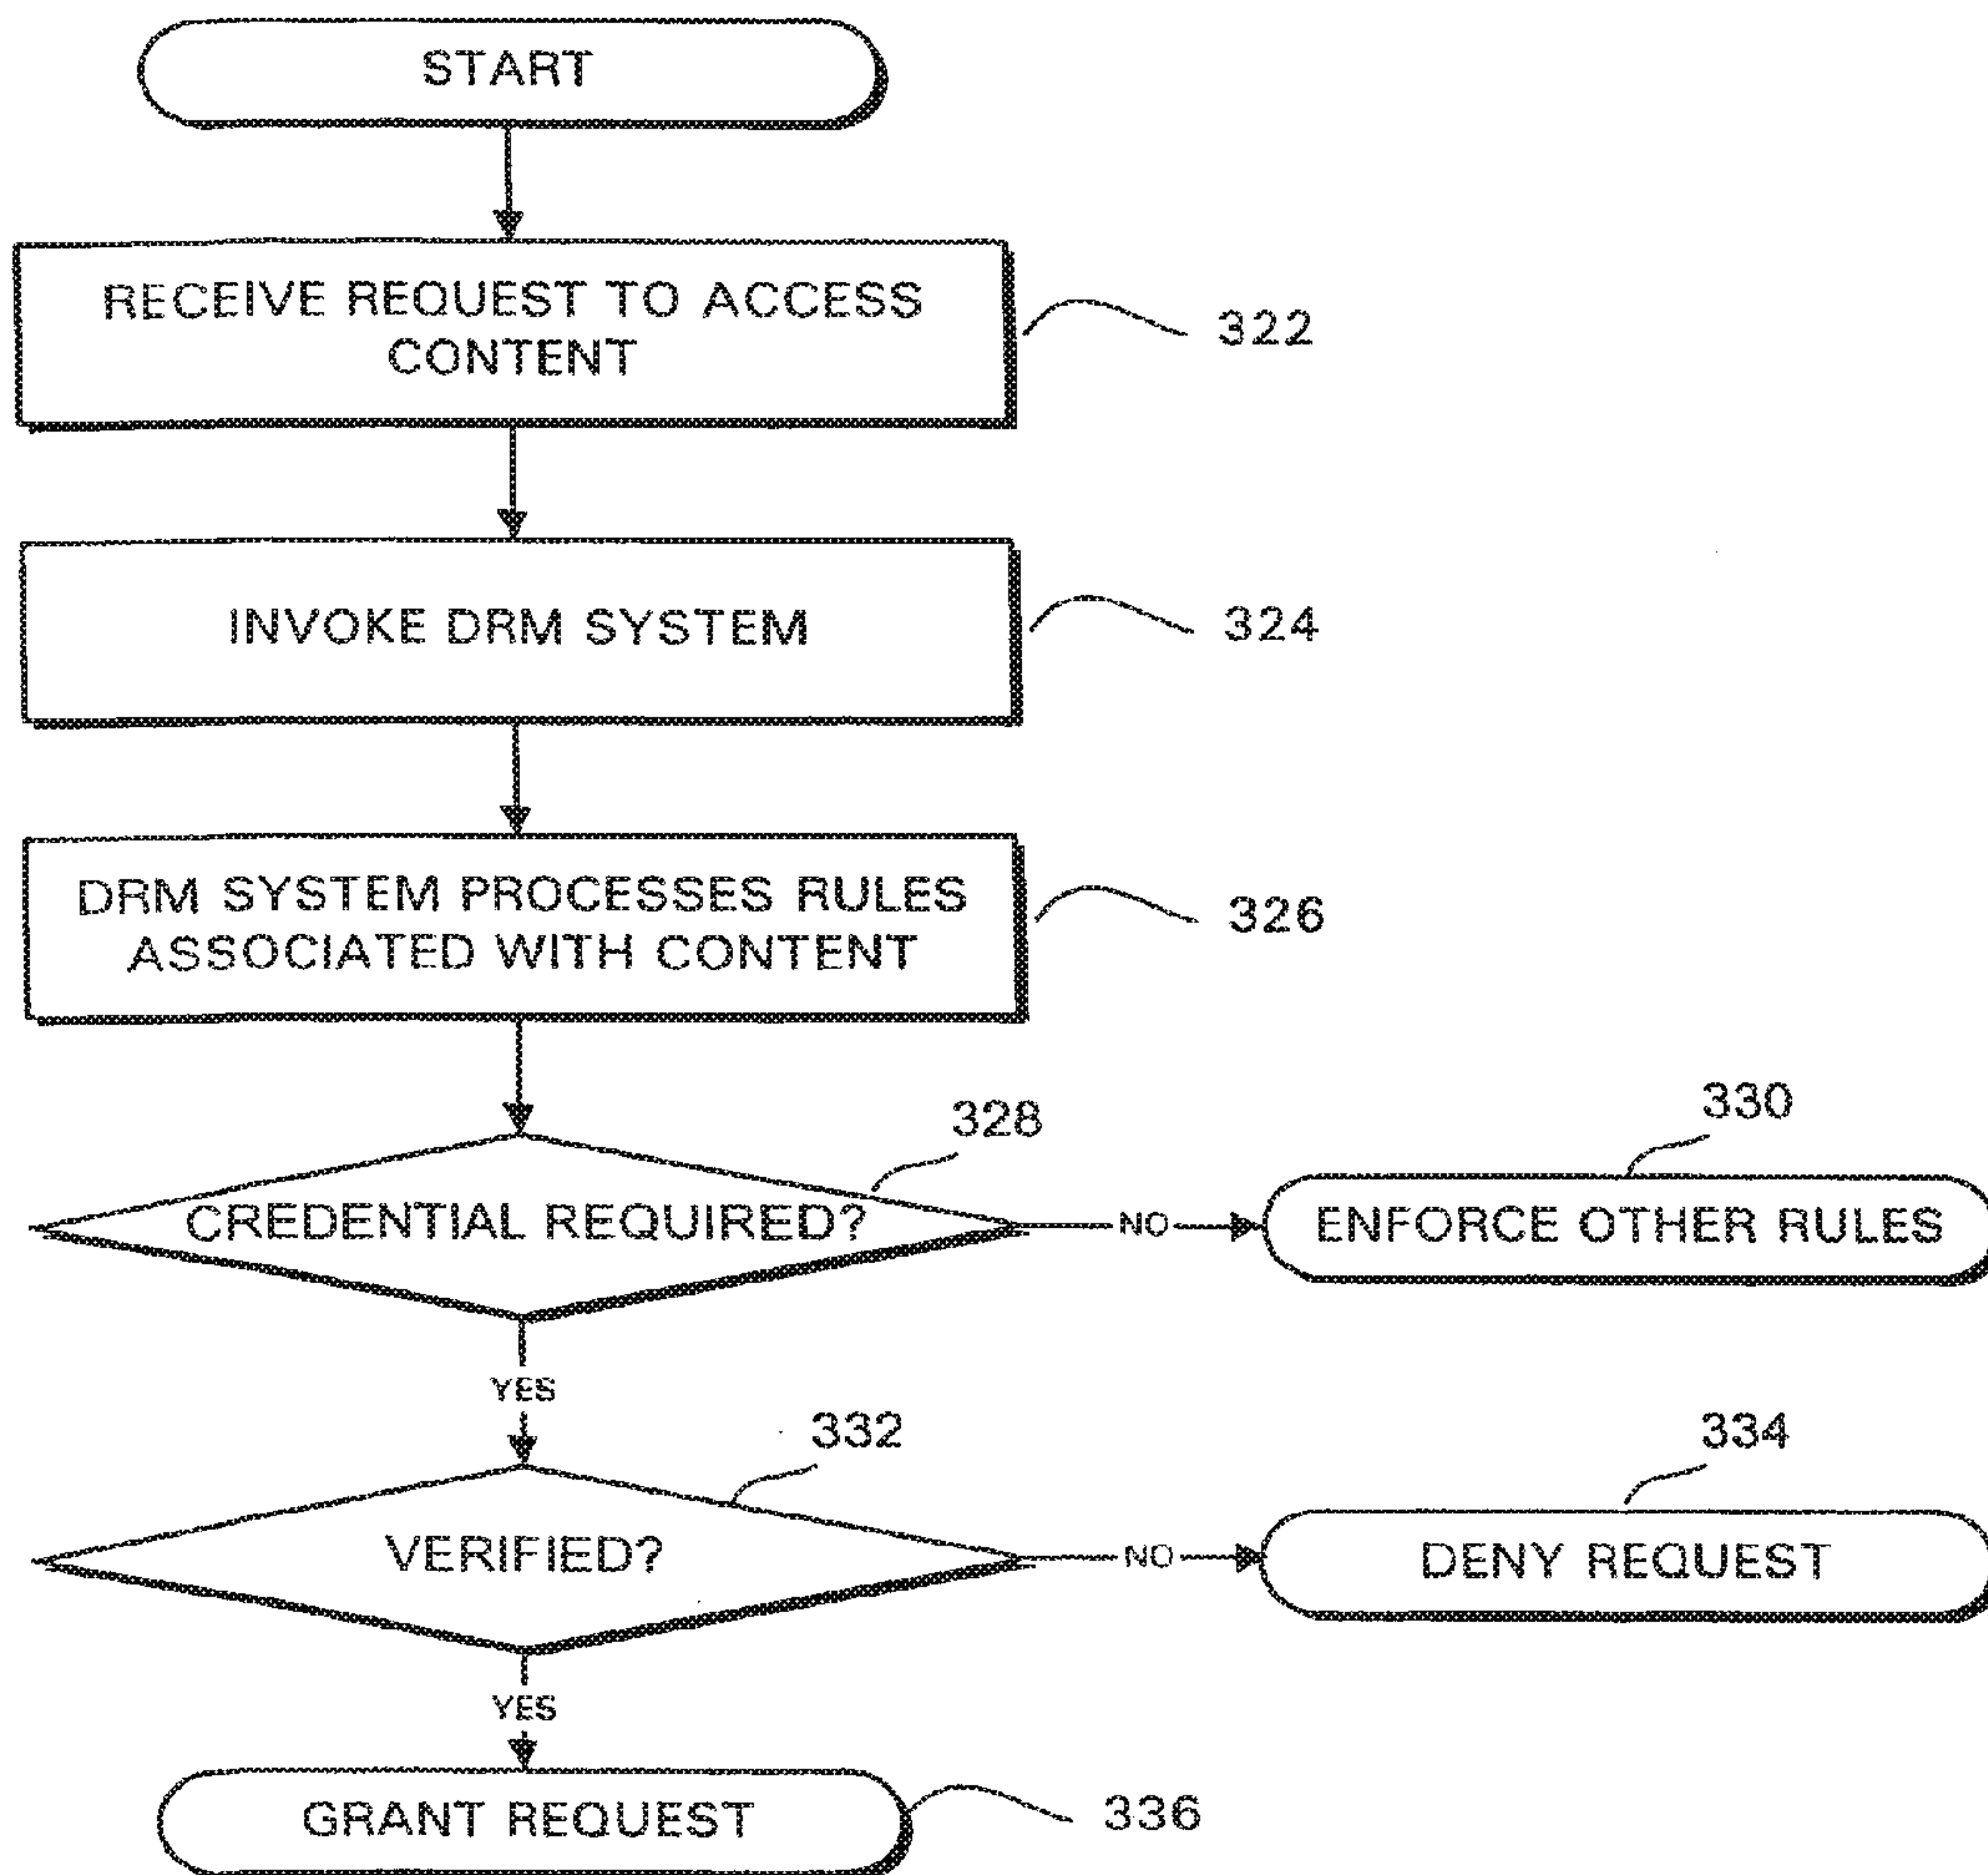 START
RECEIVE REQUEST TO ACCESS
CONTENT
322
INVOKE DRM SYSTEM
324
DRM SYSTEM PROCESSES RULES
ASSOCIATED WITH CONTENT
326
328
330
CREDENTIAL REQUIRED?
NO
ENFORCE OTHER RULES
YES
332
334
VERIFIED?
NO
DENY REQUEST
YES
GRANT REQUEST
336